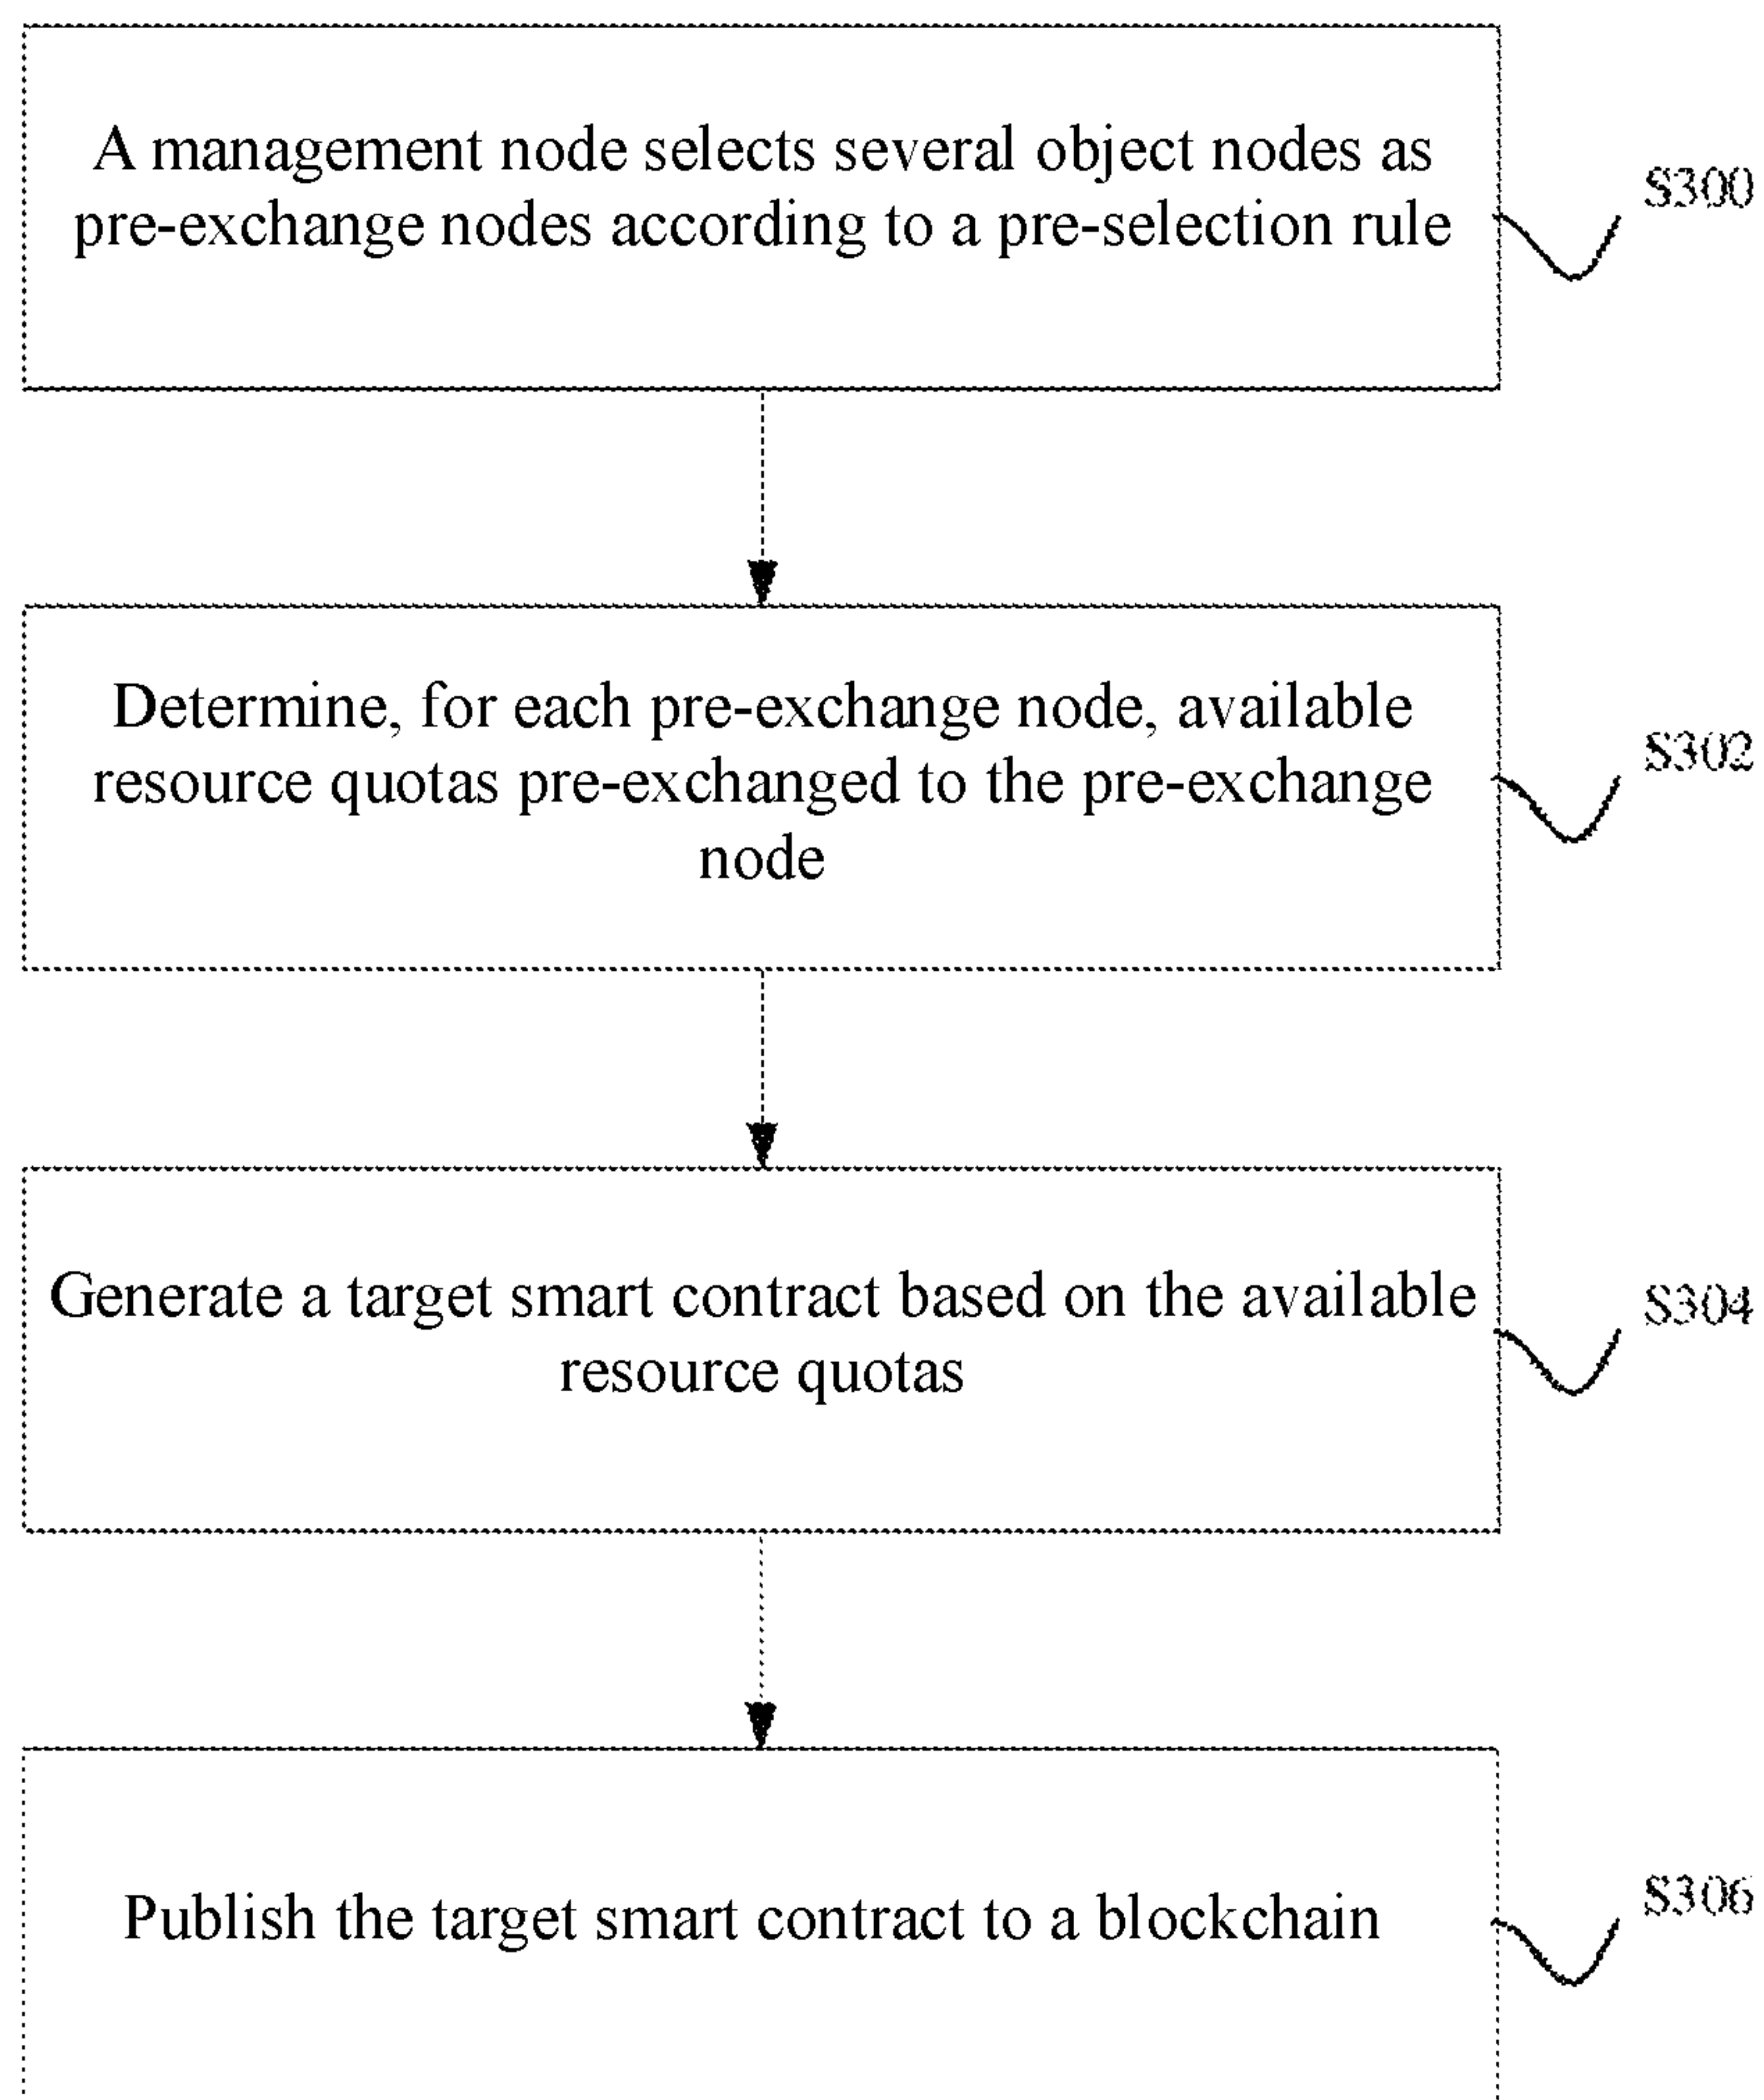 A management node selects several object nodes as
pre-exchange nodes according to a pre-selection rule
S300
Determine, for each pre-exchange node, available
resource quotas pre-exchanged to the pre-exchange
node
S302
Generate a target smart contract based on the available
resource quotas
S304
Publish the target smart contract to a blockchain
S306